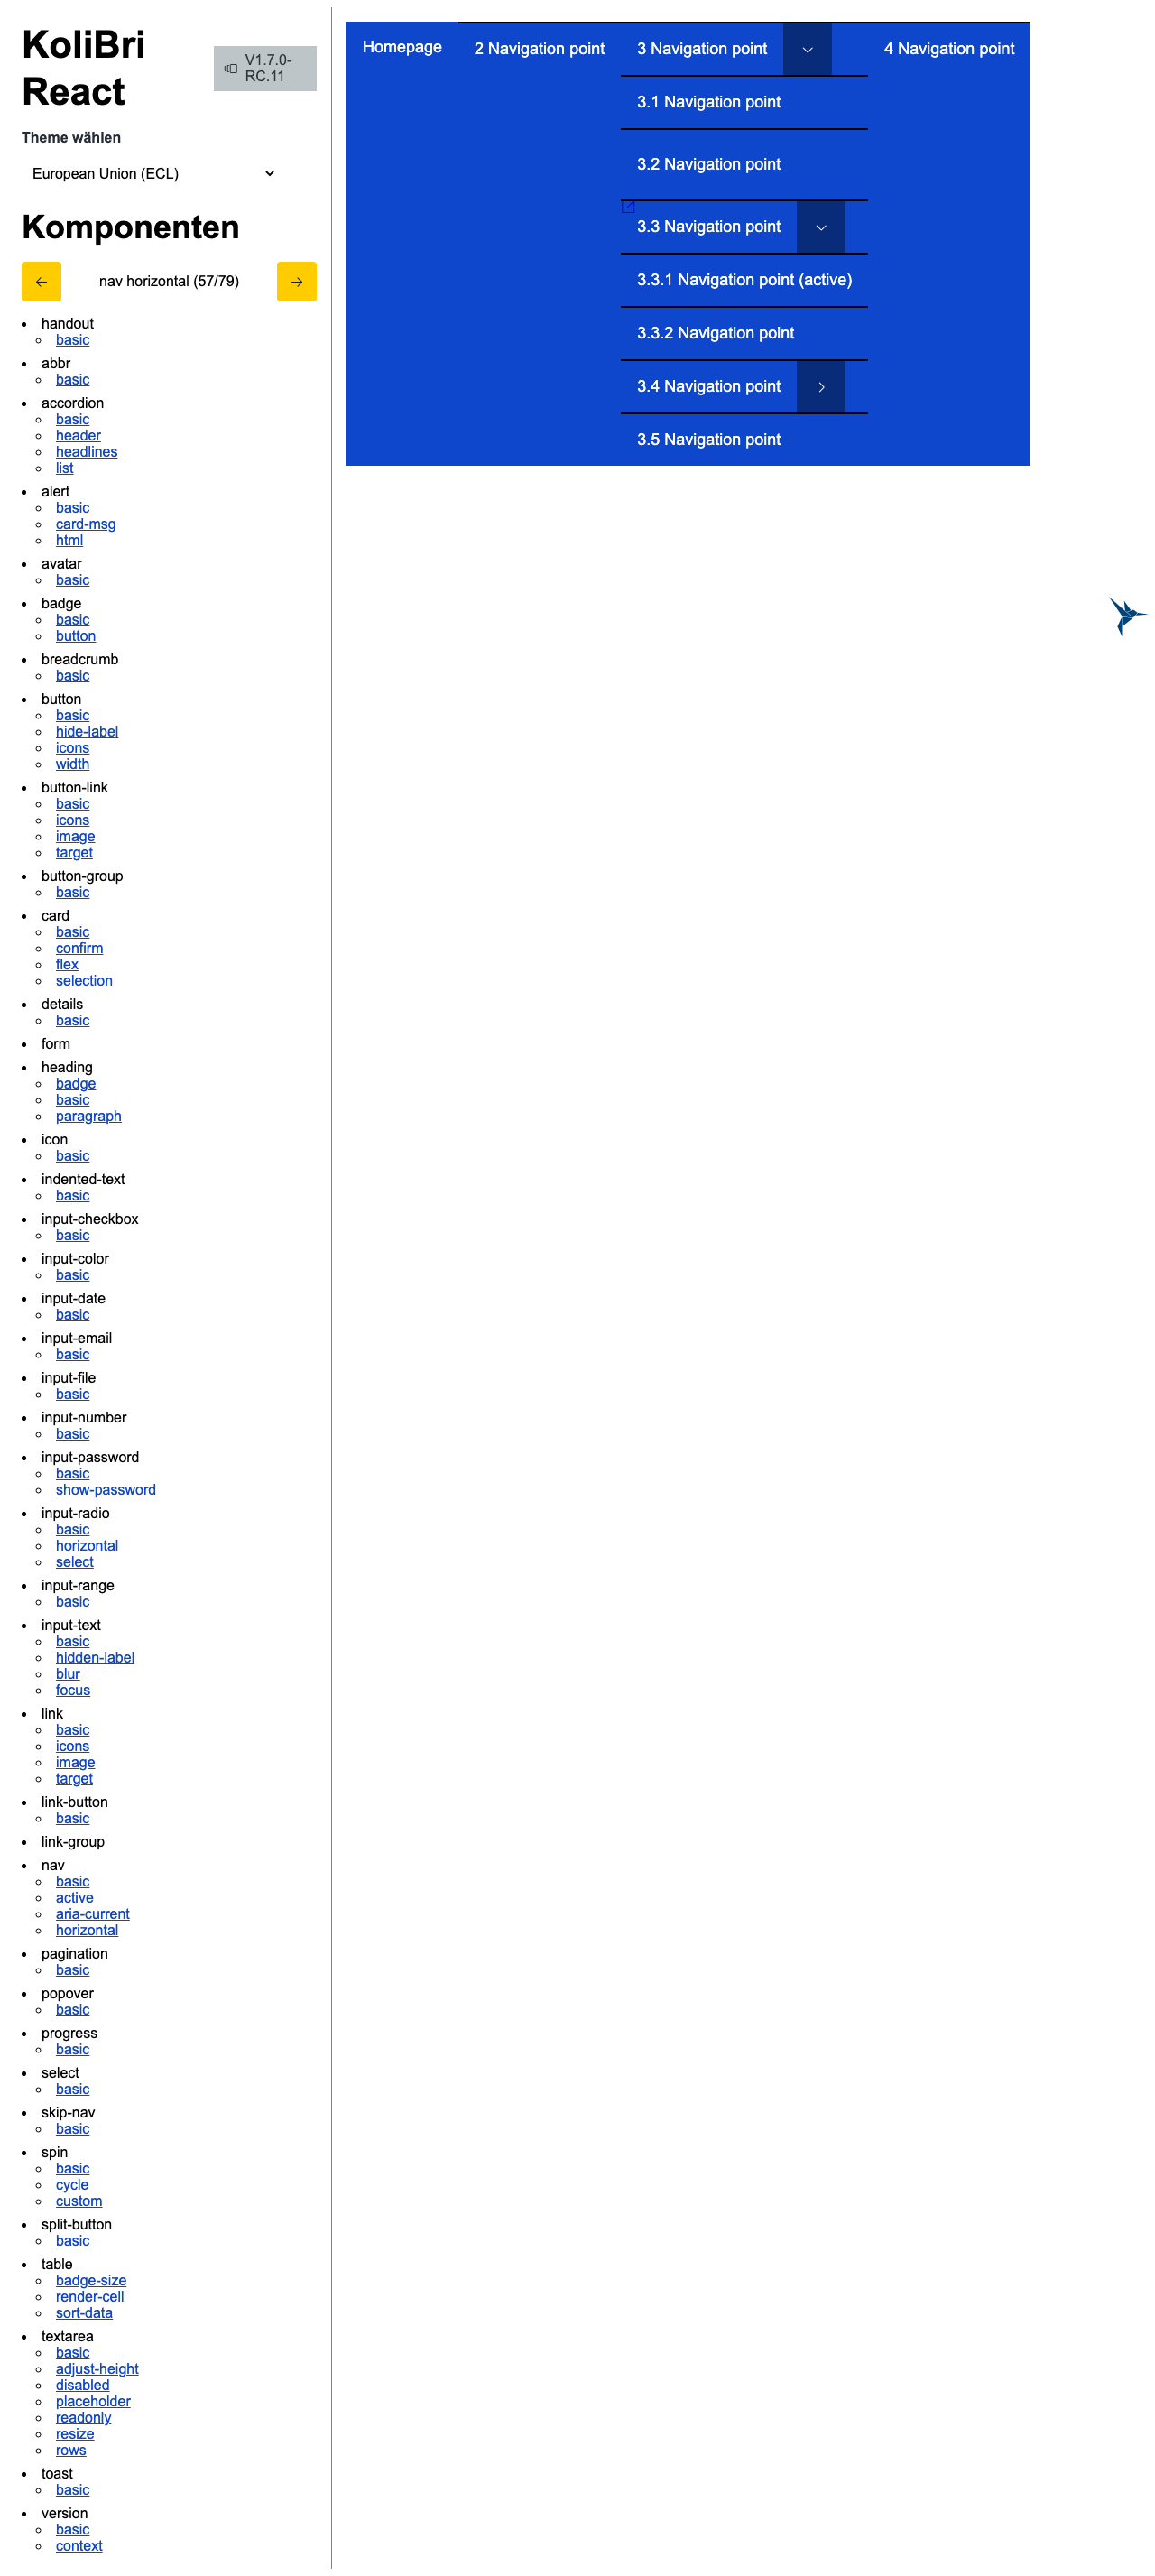 KoliBri
React
V1.7.0-
RC.11
Theme wählen
European Union (ECL)
Komponenten
nav horizontal (57/79)
handout
basic
abbr
basic
accordion
basic
header
headlines
list
alert
basic
card-msg
html
avatar
basic
badge
basic
button
breadcrumb
basic
button
basic
hide-label
icons
width
button-link
basic
icons
image
target
button-group
basic
card
basic
confirm
flex
selection
details
basic
form
heading
badge
basic
paragraph
icon
basic
indented-text
basic
input-checkbox
basic
input-color
basic
input-date
basic
input-email
basic
input-file
basic
input-number
basic
input-password
basic
show-password
input-radio
basic
horizontal
select
input-range
basic
input-text
basic
hidden-label
blur
focus
link
basic
icons
image
target
link-button
basic
link-group
nav
basic
active
aria-current
horizontal
pagination
basic
popover
basic
progress
basic
select
basic
skip-nav
basic
spin
basic
cycle
custom
split-button
basic
table
badge-size
render-cell
sort-data
textarea
basic
adjust-height
disabled
placeholder
readonly
resize
rows
toast
basic
version
basic
context
Homepage
2 Navigation point
3 Navigation point
3.1 Navigation point
3.2 Navigation point
3.3 Navigation point
3.3.1 Navigation point (active)
3.3.2 Navigation point
3.4 Navigation point
3.5 Navigation point
4 Navigation point